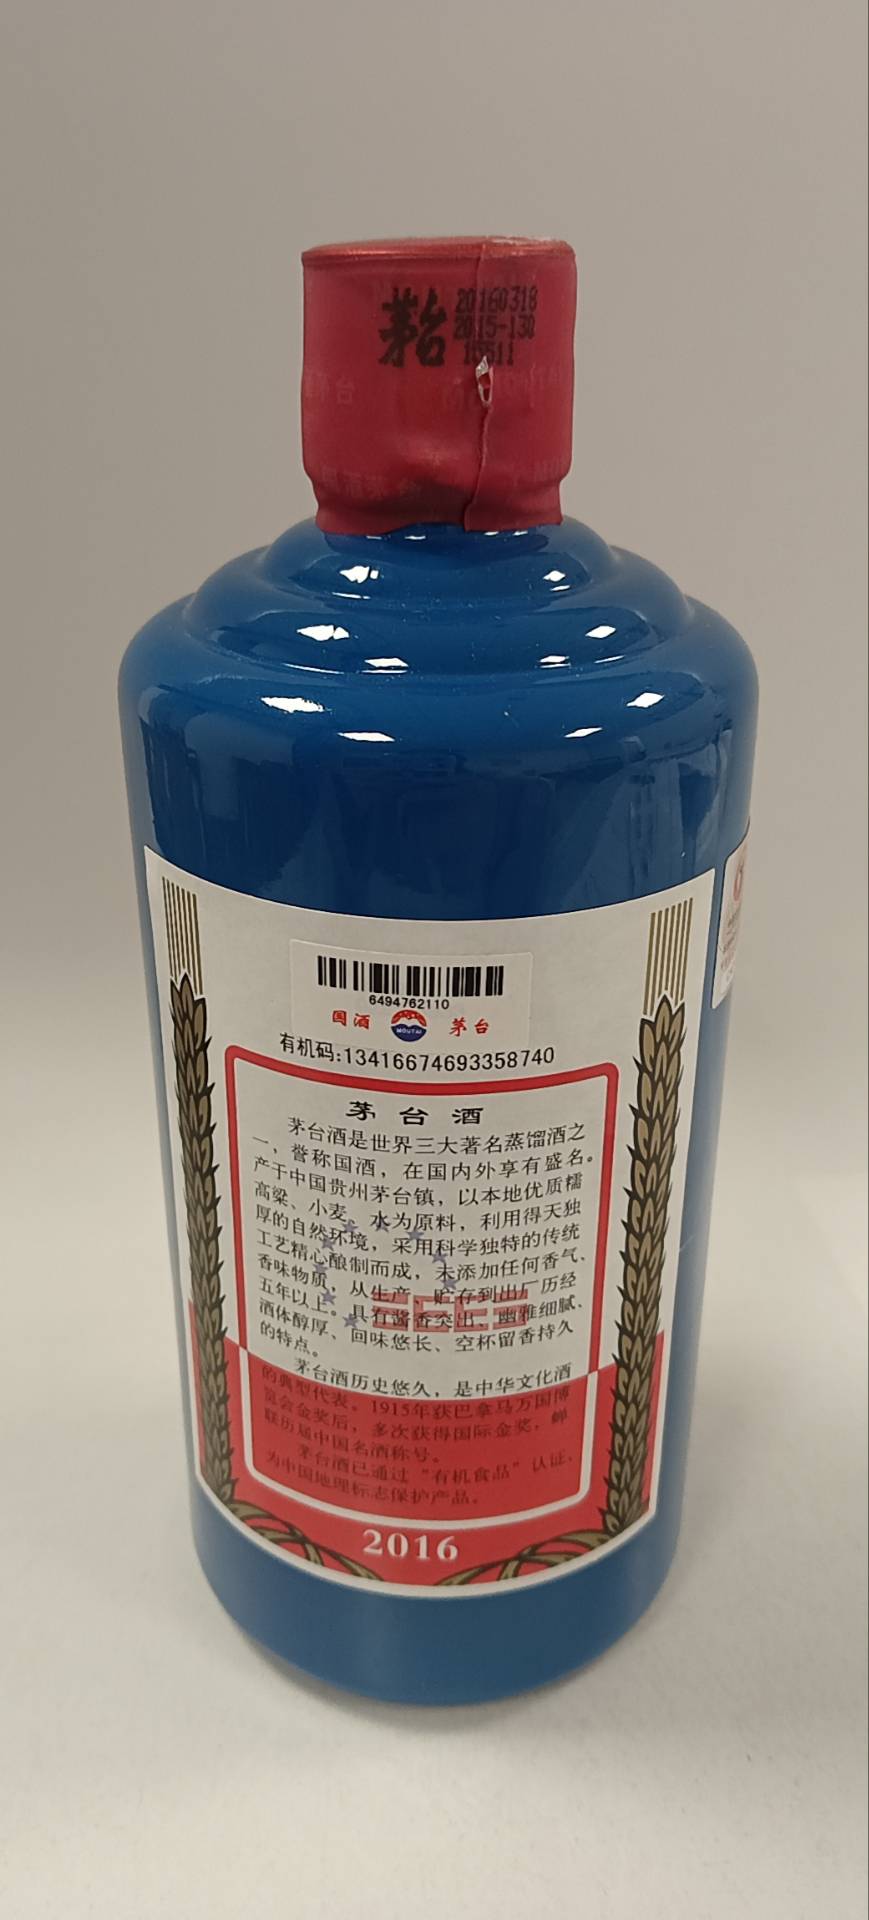 茅台
20160318
2015-130
15511
6494762110
国酒 MOUTAI 茅台
有机码:13416674693358740
茅台酒
茅台酒是世界三大著名蒸馏酒之
一，誉称国酒，在国内外享有盛名。
产于中国贵州茅台镇，以本地优质糯
高粱、小麦、水为原料，利用得天独
厚的自然环境，采用科学独特的传统
工艺精心酿制而成，未添加任何香气、
香味物质，从生产、贮存到出厂历经
五年以上。具有酱香突出、幽雅细腻、
酒体醇厚、回味悠长、空杯留香持久
的特点。
茅台酒历史悠久，是中华文化酒
的典型代表。1915年获巴拿马万国博
览会金奖后，多次获得国际金奖，蝉
联历届中国名酒称号。
茅台酒已通过“有机食品”认证，
为中国地理标志保护产品。
2016